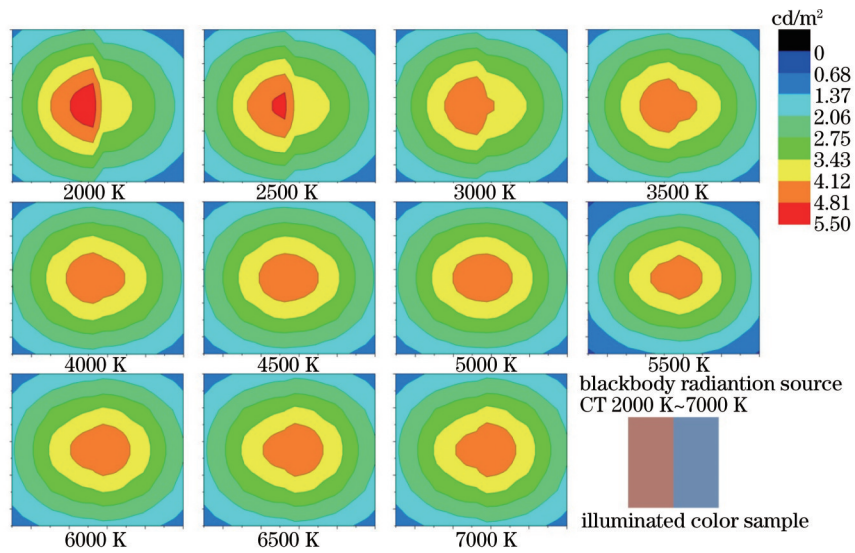 cd/m²
0
0.68
1.37
2.06
2.75
3.43
4.12
4.81
5.50
2000 K
2500 K
3000 K
3500 K
4000 K
4500 K
5000 K
5500 K
blackbody radiantion source
CT 2000 K~7000 K
illuminated color sample
6000 K
6500 K
7000 K